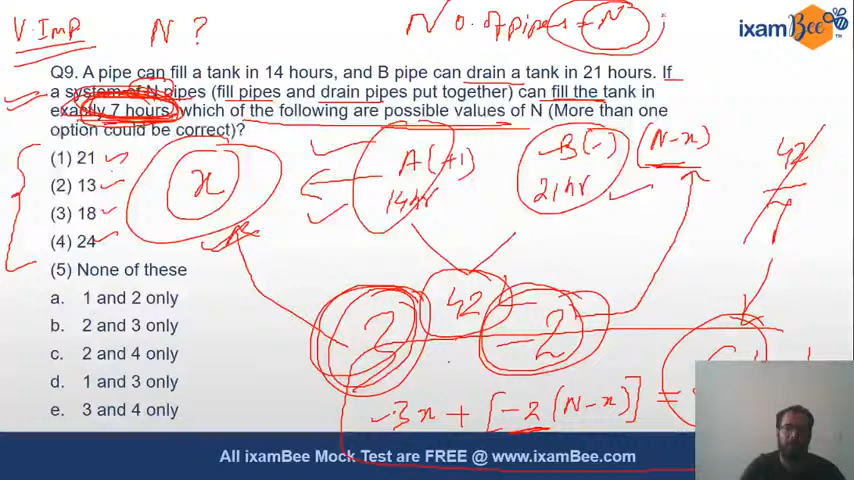 V. Imp
N ?
No. of pipes = N
ixamBee
Q9. A pipe can fill a tank in 14 hours, and B pipe can drain a tank in 21 hours. If
a system of N pipes (fill pipes and drain pipes put together) can fill the tank in
exactly 7 hours, which of the following are possible values of N (More than one
option could be correct)?
(1) 21
(2) 13
(3) 18
(4) 24
(5) None of these
a. 1 and 2 only
b. 2 and 3 only
c. 2 and 4 only
d. 1 and 3 only
e. 3 and 4 only
x
A (+)
14hr
B (-)
21hr
(N-x)
42
7
3
42
-2
3x + [-2 (N-x)] =
All ixamBee Mock Test are FREE @ www.ixamBee.com